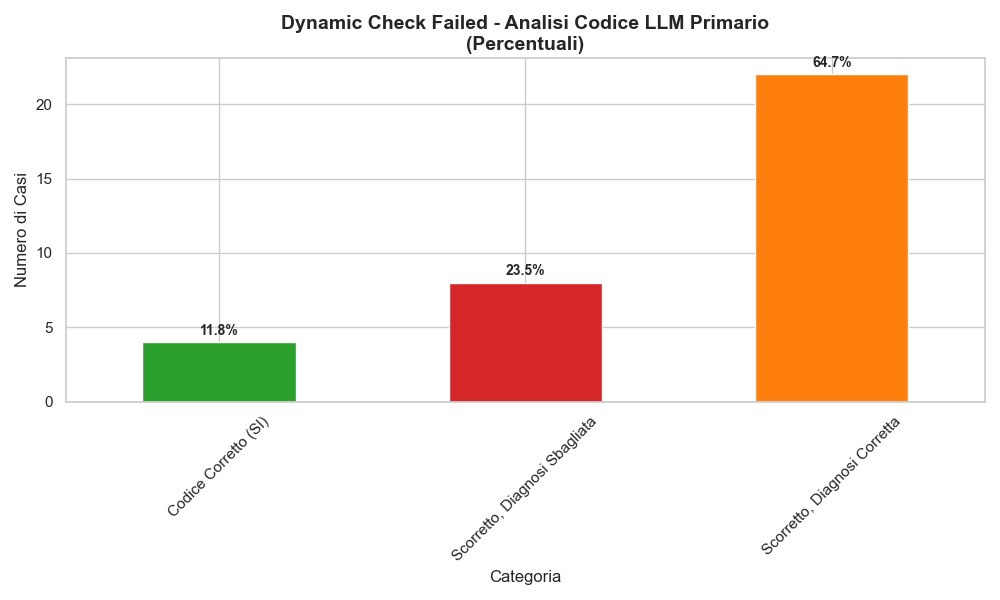 Dynamic Check Failed - Analisi Codice LLM Primario
(Percentuali)
64.7%
23.5%
11.8%
20
15
10
5
0
Numero di Casi
Codice Corretto (SI)
Scorretto, Diagnosi Sbagliata
Scorretto, Diagnosi Corretta
Categoria